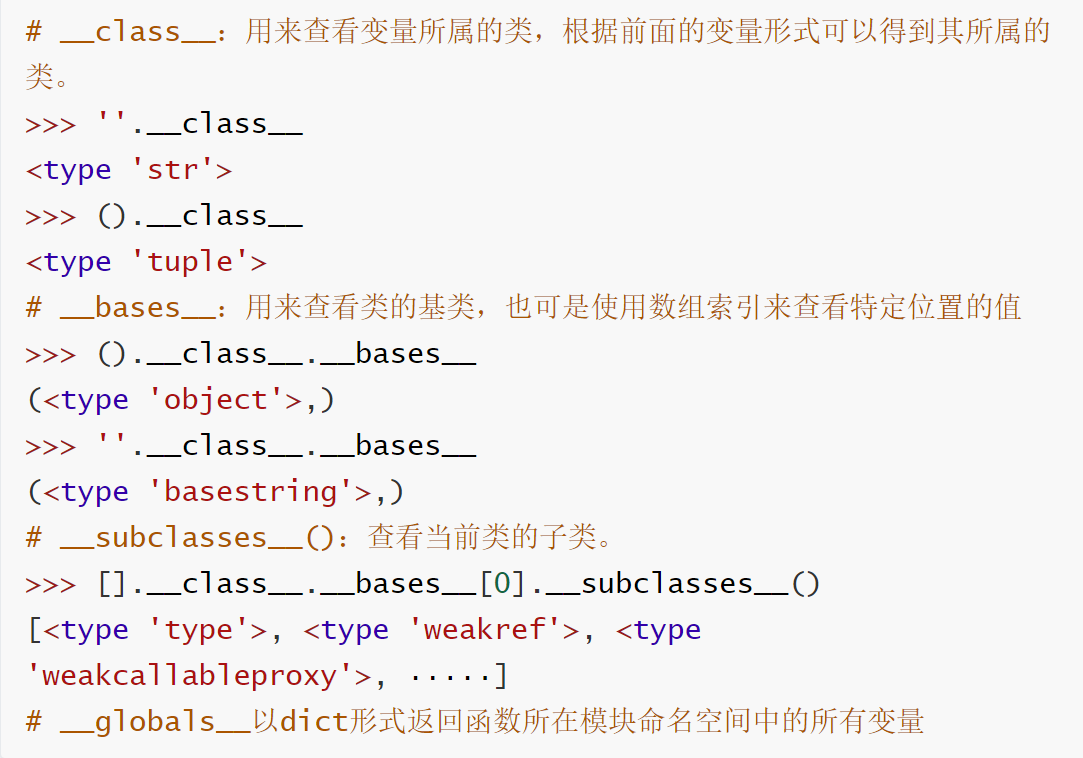 # __class__：用来查看变量所属的类，根据前面的变量形式可以得到其所属的
类。
>>> ''.__class__
<type 'str'>
>>> ().__class__
<type 'tuple'>
# __bases__：用来查看类的基类，也可是使用数组索引来查看特定位置的值
>>> ().__class__.__bases__
(<type 'object'>,)
>>> ''.__class__.__bases__
(<type 'basestring'>,)
# __subclasses__()：查看当前类的子类。
>>> [].__class__.__bases__[0].__subclasses__()
[<type 'type'>, <type 'weakref'>, <type
'weakcallableproxy'>, ·····]
# __globals__以dict形式返回函数所在模块命名空间中的所有变量